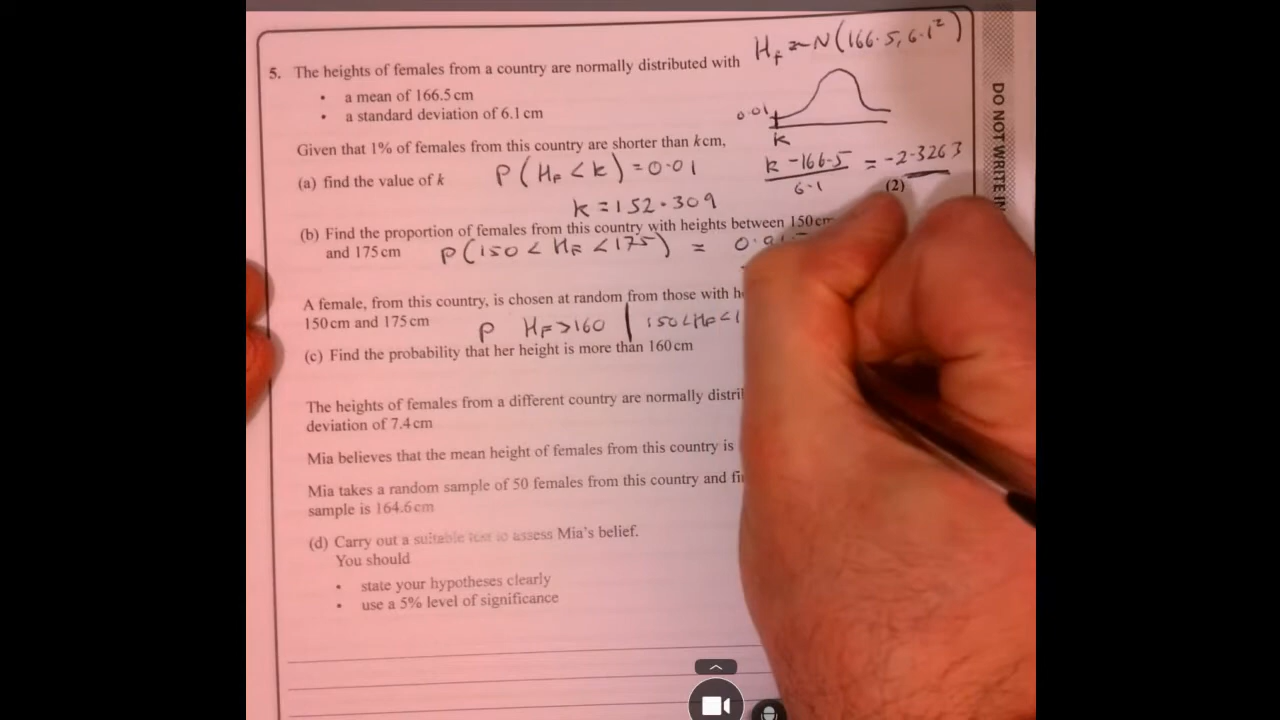 H_F ~ N(166.5, 6.1²)
5. The heights of females from a country are normally distributed with
• a mean of 166.5 cm
• a standard deviation of 6.1 cm
0.01
k
Given that 1% of females from this country are shorter than k cm,
(a) find the value of k
P(H_F < k) = 0.01
k - 166.5 / 6.1 = -2.3263
(2)
k = 152.309
(b) Find the proportion of females from this country with heights between 150 cm
and 175 cm
P(150 < H_F < 175) = 0.91
A female, from this country, is chosen at random from those with
150 cm and 175 cm
P H_F > 160 | 150 < H_F <
(c) Find the probability that her height is more than 160 cm
The heights of females from a different country are normally
deviation of 7.4 cm
Mia believes that the mean height of females from this country is
Mia takes a random sample of 50 females from this country and
sample is 164.6 cm
(d) Carry out a suitable test to assess Mia's belief.
You should
• state your hypotheses clearly
• use a 5% level of significance
DO NOT WRITE IN